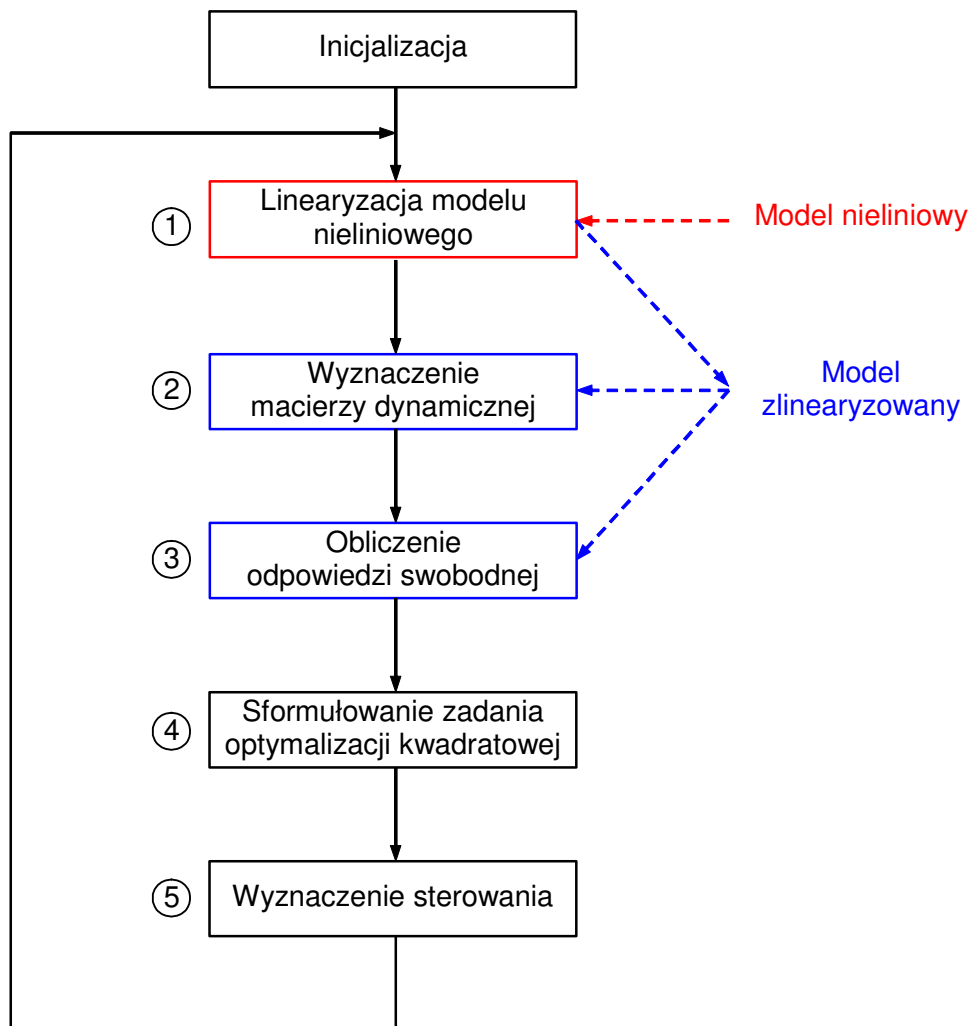 Inicjalizacja
1
Linearyzacja modelu
nieliniowego
Model nieliniowy
2
Wyznaczenie
macierzy dynamicznej
Model
zlinearyzowany
3
Obliczenie
odpowiedzi swobodnej
4
Sformułowanie zadania
optymalizacji kwadratowej
5
Wyznaczenie sterowania